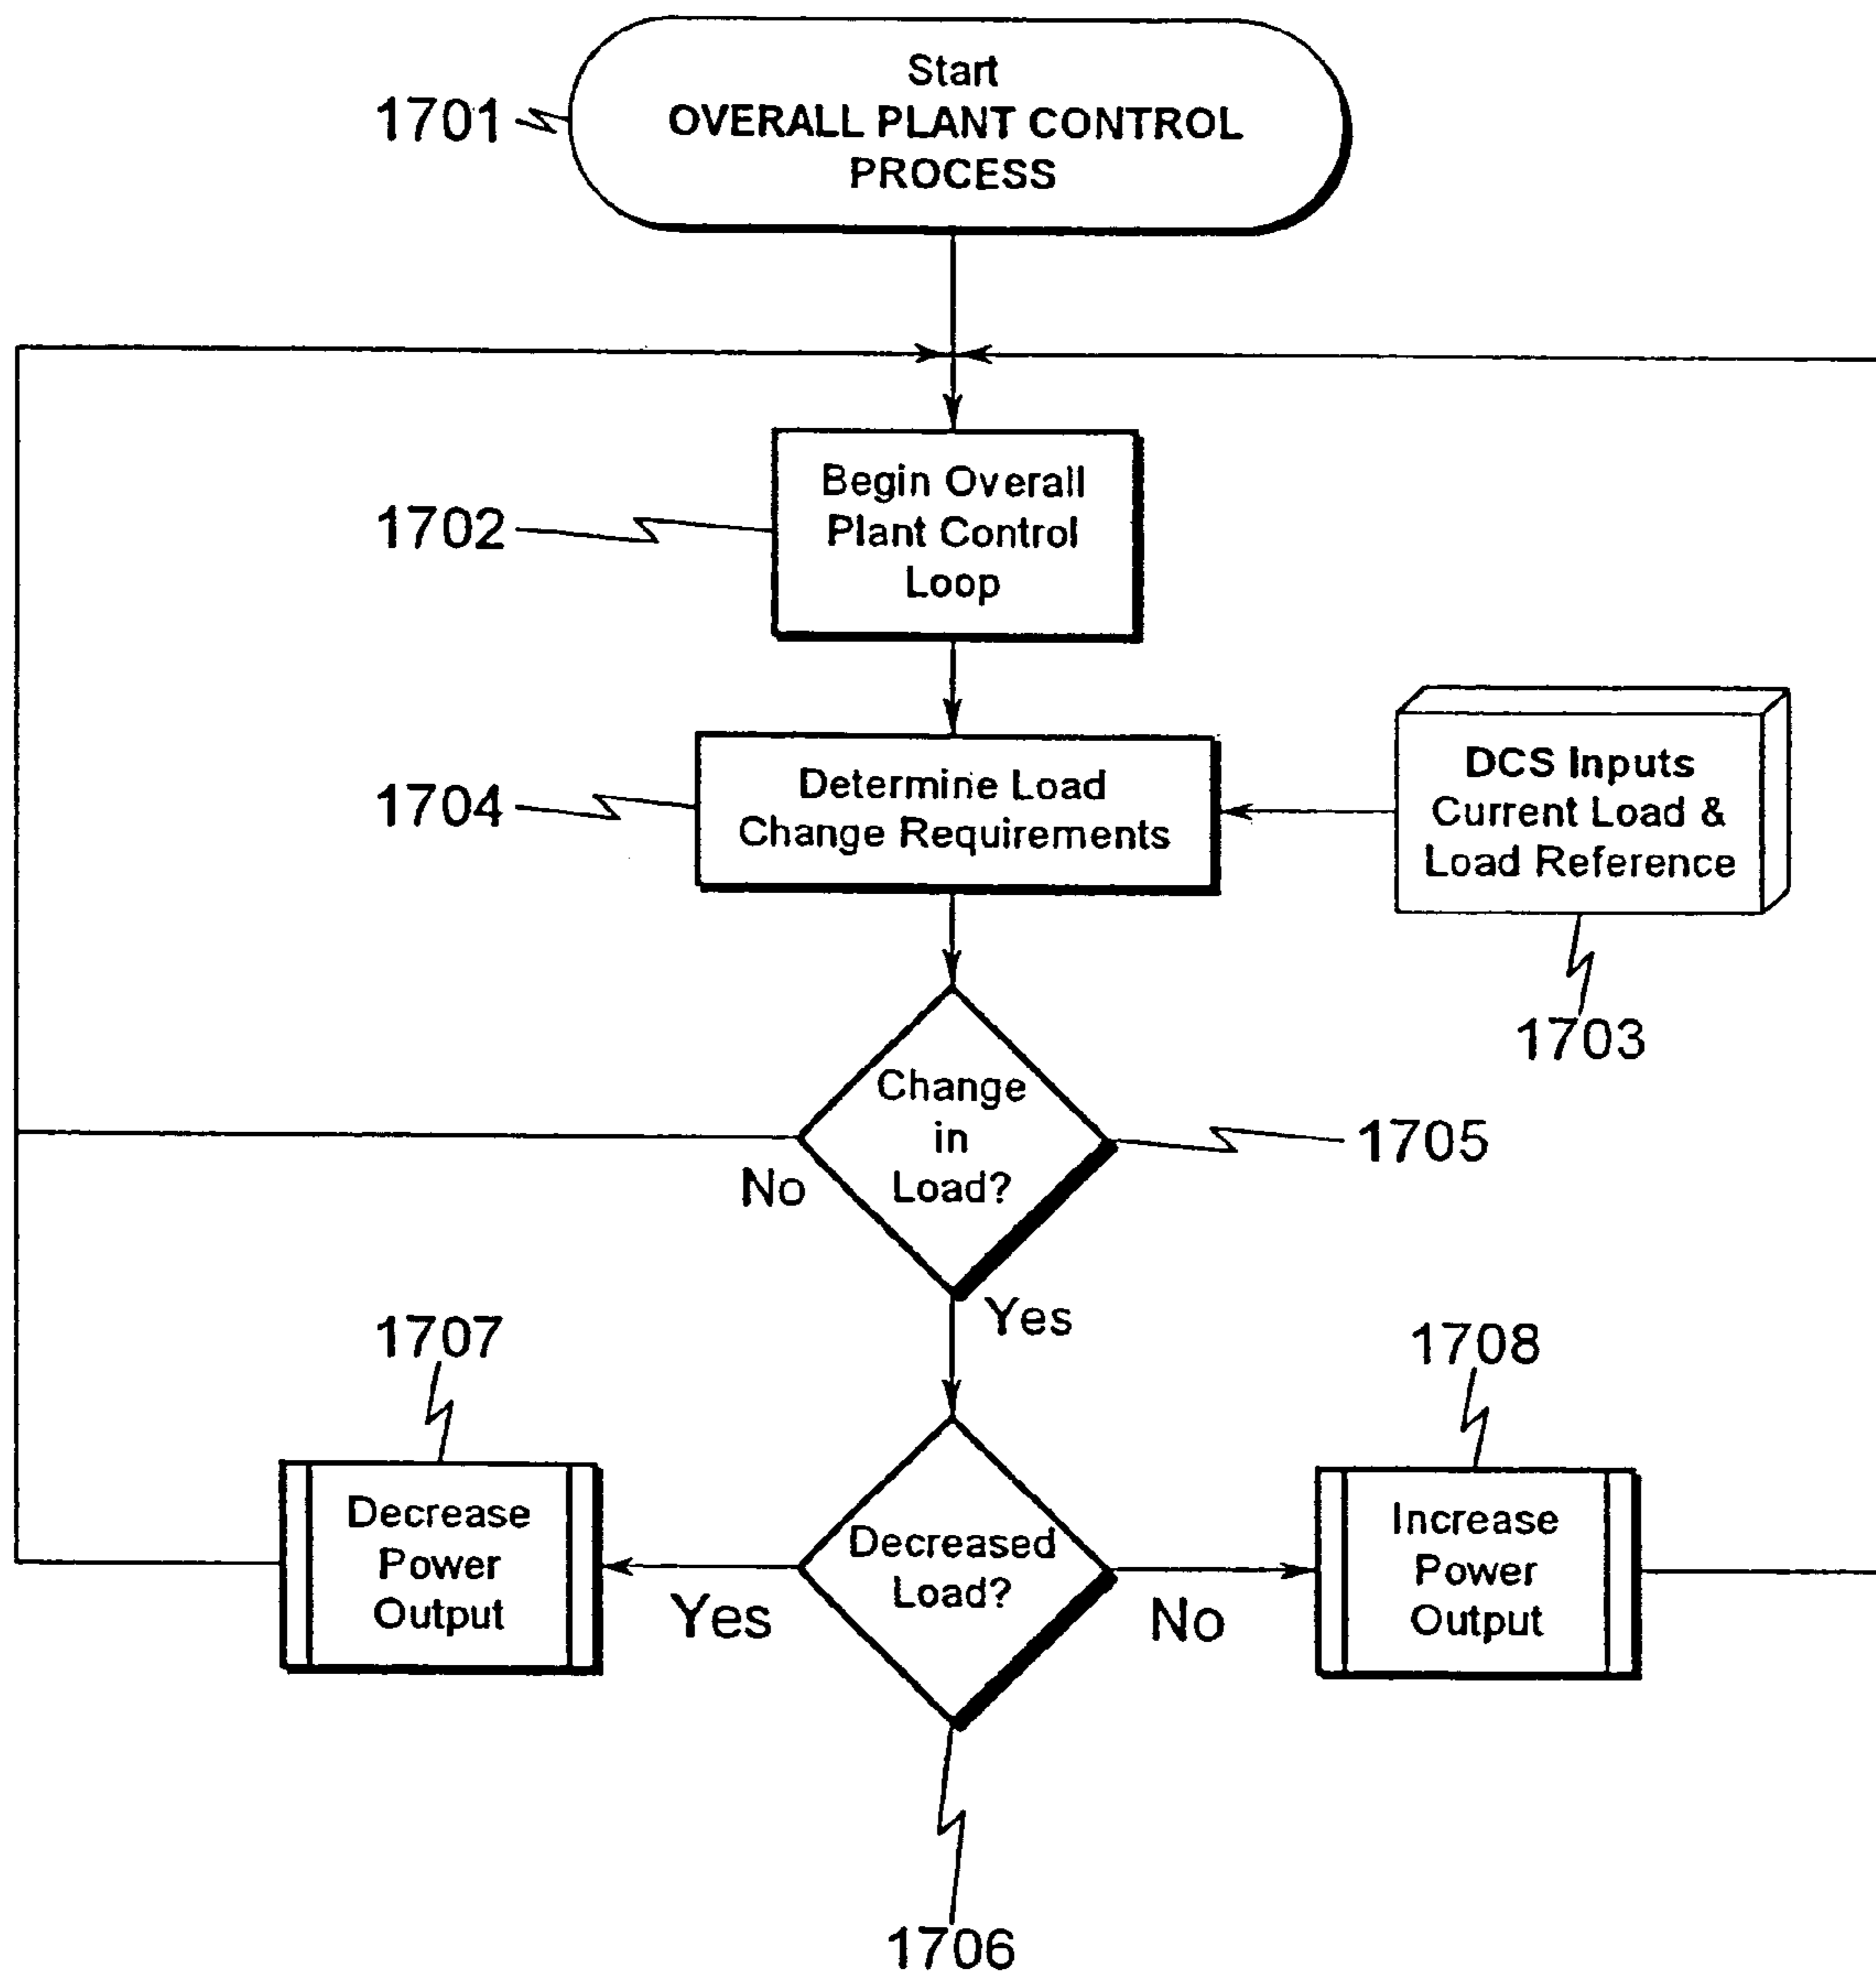 Start
OVERALL PLANT CONTROL
PROCESS
1701
Begin Overall
Plant Control
Loop
1702
Determine Load
Change Requirements
1704
DCS Inputs
Current Load &
Load Reference
1703
Change
in
Load?
1705
No
Yes
1707
1708
Decrease
Power
Output
Yes
Decreased
Load?
No
Increase
Power
Output
1706